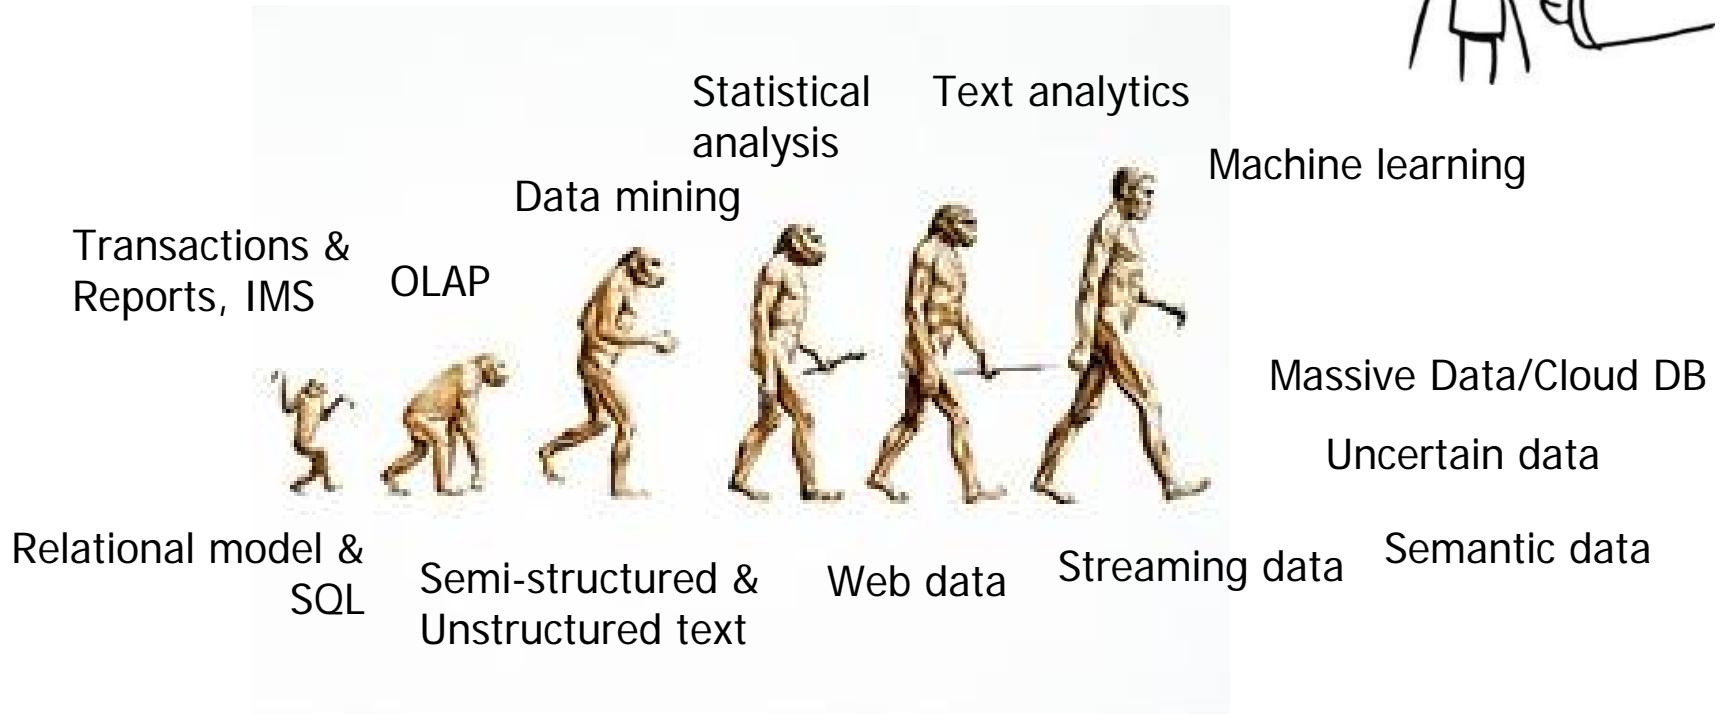 Statistical
analysis
Text analytics
Machine learning
Data mining
Transactions &
Reports, IMS
OLAP
Massive Data/Cloud DB
Uncertain data
Relational model &
SQL
Semi-structured &
Unstructured text
Web data
Streaming data
Semantic data